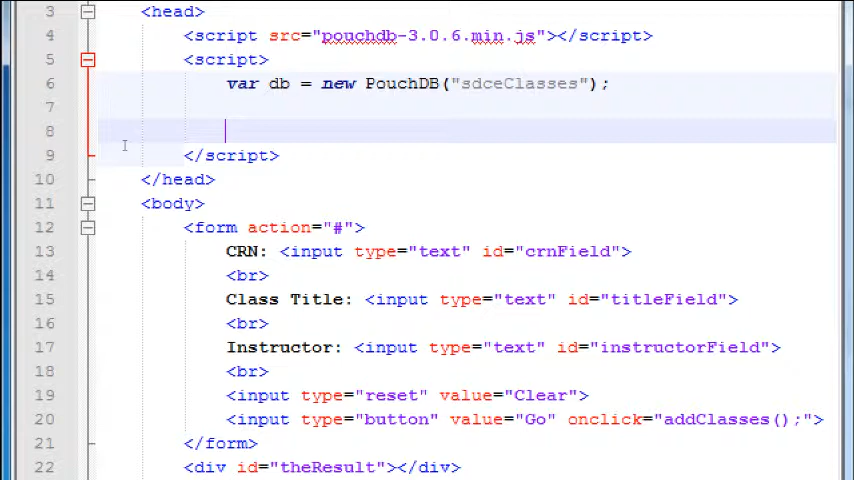 3 <head>
4 <script src="pouchdb-3.0.6.min.js"></script>
5 <script>
6 var db = new PouchDB("sdceClasses");
7
8
9 </script>
10 </head>
11 <body>
12 <form action="#">
13 CRN: <input type="text" id="crnField">
14 <br>
15 Class Title: <input type="text" id="titleField">
16 <br>
17 Instructor: <input type="text" id="instructorField">
18 <br>
19 <input type="reset" value="Clear">
20 <input type="button" value="Go" onclick="addClasses();">
21 </form>
22 <div id="theResult"></div>